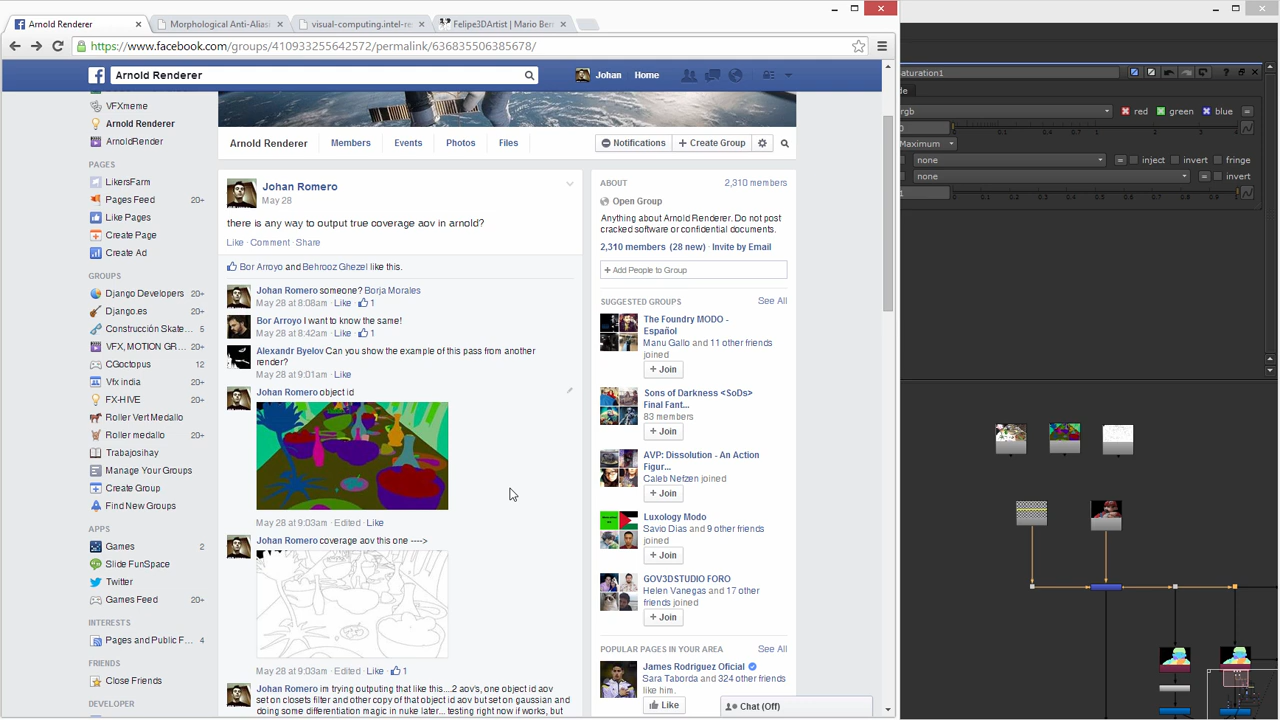 Arnold Renderer
Morphological Anti-Alias
visual-computing.intel-re
Felipe3DArtist | Mario Ber
https://www.facebook.com/groups/410933255642572/permalink/636835506385678/
Arnold Renderer
Johan
Home
VFXmeme
Arnold Renderer
ArnoldRender
PAGES
LikersFarm
Pages Feed 20+
Like Pages
Create Page
Create Ad
GROUPS
Django Developers 20+
Django.es 20+
Construcción Skate... 6
VFX,MOTION GR... 20+
CGoctopus 12
Vfx india 20+
FX-HIVE 20+
Roller Vert Medallo
Roller medallo 20+
Trabajosihay
Manage Your Groups
Create Group
Find New Groups
APPS
Games 2
Slide FunSpace
Twitter
Games Feed 20+
INTERESTS
Pages and Public F... 4
FRIENDS
Close Friends
DEVELOPER
Arnold Renderer
Members
Events
Photos
Files
Notifications
+ Create Group
Johan Romero
May 28
there is any way to output true coverage aov in arnold?
Like · Comment · Share
Bor Arroyo and Behrooz Ghezel like this.
Johan Romero someone? Borja Morales
May 28 at 8:08am · Like · 1
Bor Arroyo I want to know the same!
May 28 at 8:42am · Like · 1
Alexandr Byelov Can you show the example of this pass from another
render?
May 28 at 9:01am · Like
Johan Romero object id
May 28 at 9:03am · Edited · Like
Johan Romero coverage aov this one ---->
May 28 at 9:03am · Edited · Like · 1
Johan Romero im trying outputing that like this....2 aov's, one object id aov
set on closets filter and other copy of that object id aov but set on gaussian and
doing some differentiation magic in nuke later... testing right now if works, but
ABOUT
2,310 members
Open Group
Anything about Arnold Renderer. Do not post
cracked software or confidential documents.
2,310 members (28 new) · Invite by Email
+ Add People to Group
SUGGESTED GROUPS
See All
The Foundry MODO -
Español
Manu Gallo and 11 other friends
joined
+ Join
Sons of Darkness <SoDs>
Final Fant...
83 members
+ Join
AVP: Dissolution - An Action
Figur...
Caleb Nefzen joined
+ Join
Luxology Modo
Savio Dias and 9 other friends
joined
+ Join
GOV3DSTUDIO FORO
Helen Vanegas and 17 other
friends joined
+ Join
POPULAR PAGES IN YOUR AREA
See All
James Rodriguez Oficial
Sara Taborda and 324 other friends
like him.
Like
Chat (Off)
aturation1
de
rgb
red
green
blue
=
Maximum
none
=
inject
invert
fringe
none
=
invert